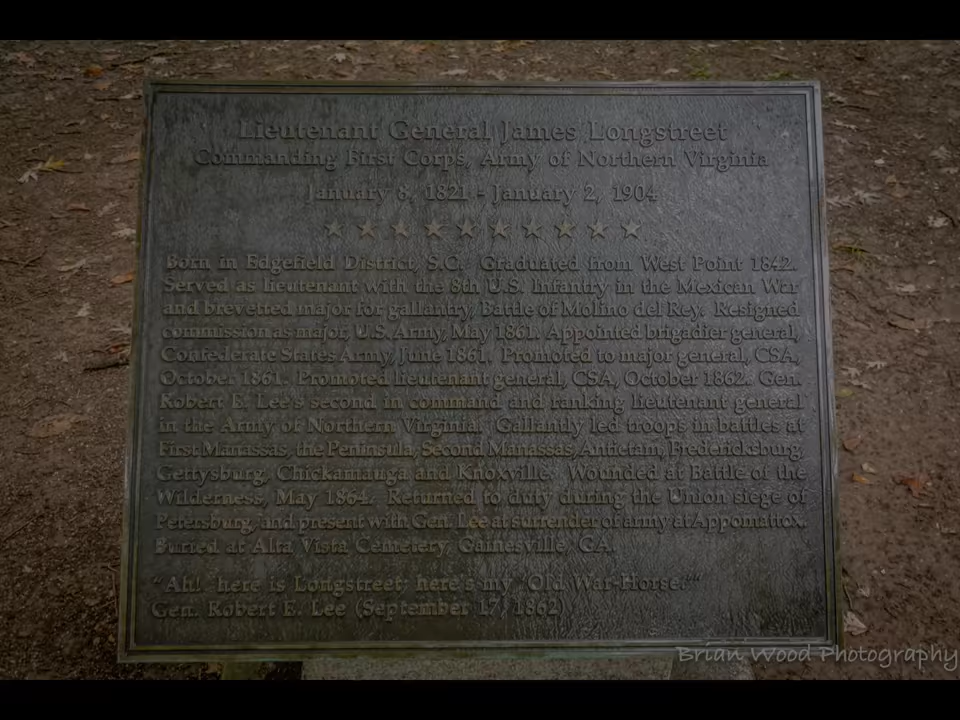 Lieutenant General James Longstreet
Commanding First Corps, Army of Northern Virginia
January 8, 1821 - January 2, 1904
Born in Edgefield District, S.C. Graduated from West Point 1842.
Served as lieutenant with the 8th U.S. Infantry in the Mexican War
and brevetted major for gallantry, Battle of Molino del Rey. Resigned
commission as major, U.S. Army, May 1861. Appointed brigadier general,
Confederate States Army, June 1861. Promoted to major general, CSA,
October 1861. Promoted lieutenant general, CSA, October 1862. Gen.
Robert E. Lee's second in command and ranking lieutenant general
in the Army of Northern Virginia. Gallantly led troops in battles at
First Manassas, the Peninsula, Second Manassas, Antietam, Fredericksburg,
Gettysburg, Chickamauga and Knoxville. Wounded at Battle of the
Wilderness, May 1864. Returned to duty during the Union siege of
Petersburg, and present with Gen. Lee at surrender of army at Appomattox.
Buried at Alta Vista Cemetery, Gainesville, GA.
"Ah! here is Longstreet; here's my 'Old War-Horse.'"
Gen. Robert E. Lee (September 17, 1862)
Brian Wood Photography